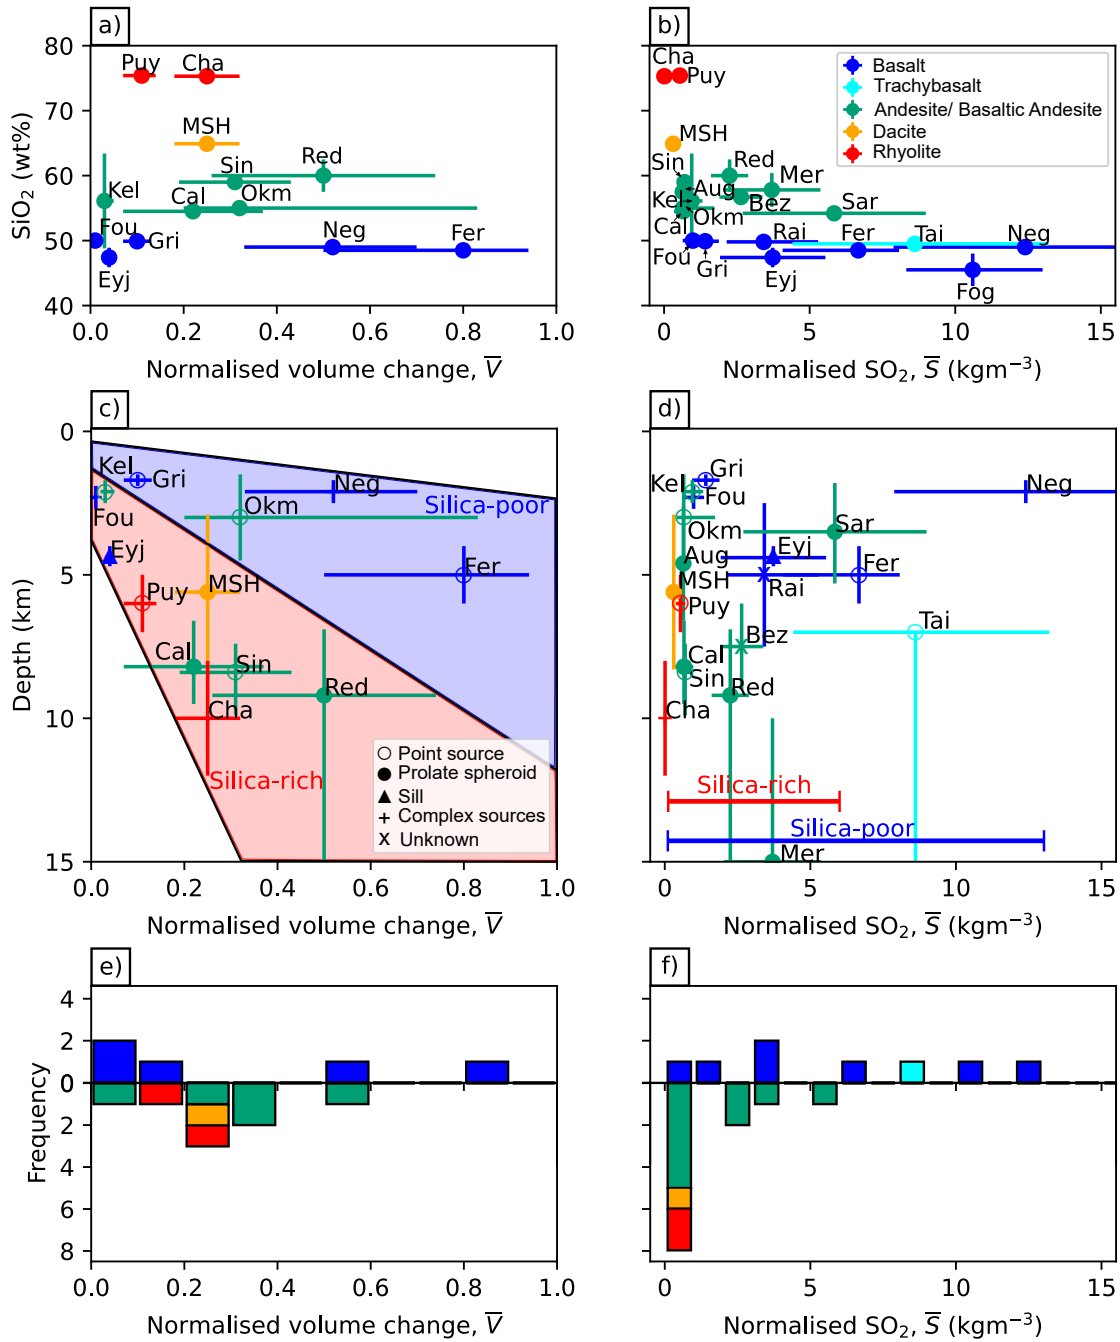 a)
80
70
60
50
40
SiO₂ (wt%)
Puy
Cha
MSH
Sin
Red
Kel
Cal
Okm
Fou
Gri
Neg
Fer
Eyj
0.0 0.2 0.4 0.6 0.8 1.0
Normalised volume change, V̅
b)
Cha
Puy
MSH
Sin
Red
Mer
Aug
Kel
Bez
Okm
Sar
Cal
Fou
Gri
Rai
Fer
Tai
Neg
Eyj
Fog
Basalt
Trachybasalt
Andesite/ Basaltic Andesite
Dacite
Rhyolite
0 5 10 15
Normalised SO₂, S̅ (kgm⁻³)
c)
0
5
10
15
Depth (km)
Kel
Gri
Neg
Fou
Okm
Silica-poor
Eyj
Fer
Puy
MSH
Cal
Sin
Red
Cha
Silica-rich
Point source
Prolate spheroid
Sill
Complex sources
Unknown
0.0 0.2 0.4 0.6 0.8 1.0
Normalised volume change, V̅
d)
Gri
Kel
Fou
Neg
Okm
Sar
Aug
Eyj
Fer
MSH
Rai
Puy
Bez
Tai
Cal
Sin
Red
Cha
Silica-rich
Silica-poor
Mer
0 5 10 15
Normalised SO₂, S̅ (kgm⁻³)
e)
4
2
0
2
4
6
8
Frequency
0.0 0.2 0.4 0.6 0.8 1.0
Normalised volume change, V̅
f)
0 5 10 15
Normalised SO₂, S̅ (kgm⁻³)